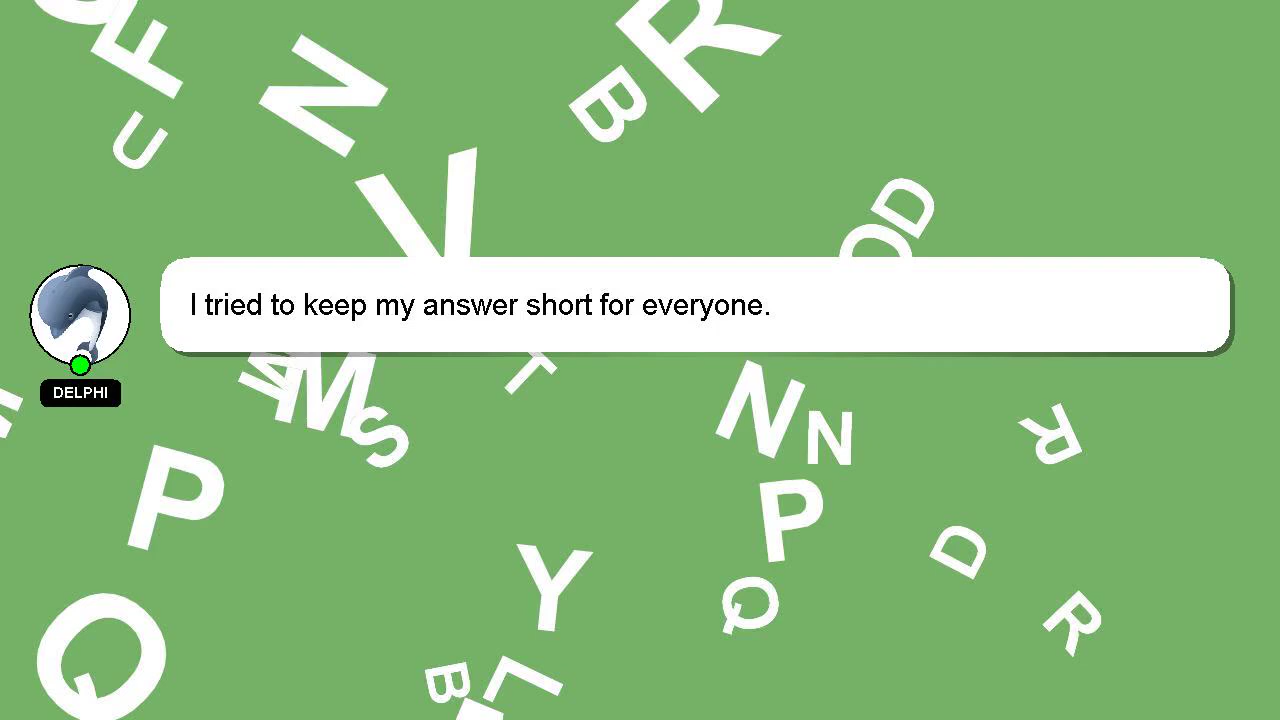 I tried to keep my answer short for everyone.
DELPHI
F
U
N
B
R
V
D
O
M
M
S
T
N
N
R
P
P
Q
Y
D
Q
R
B
L